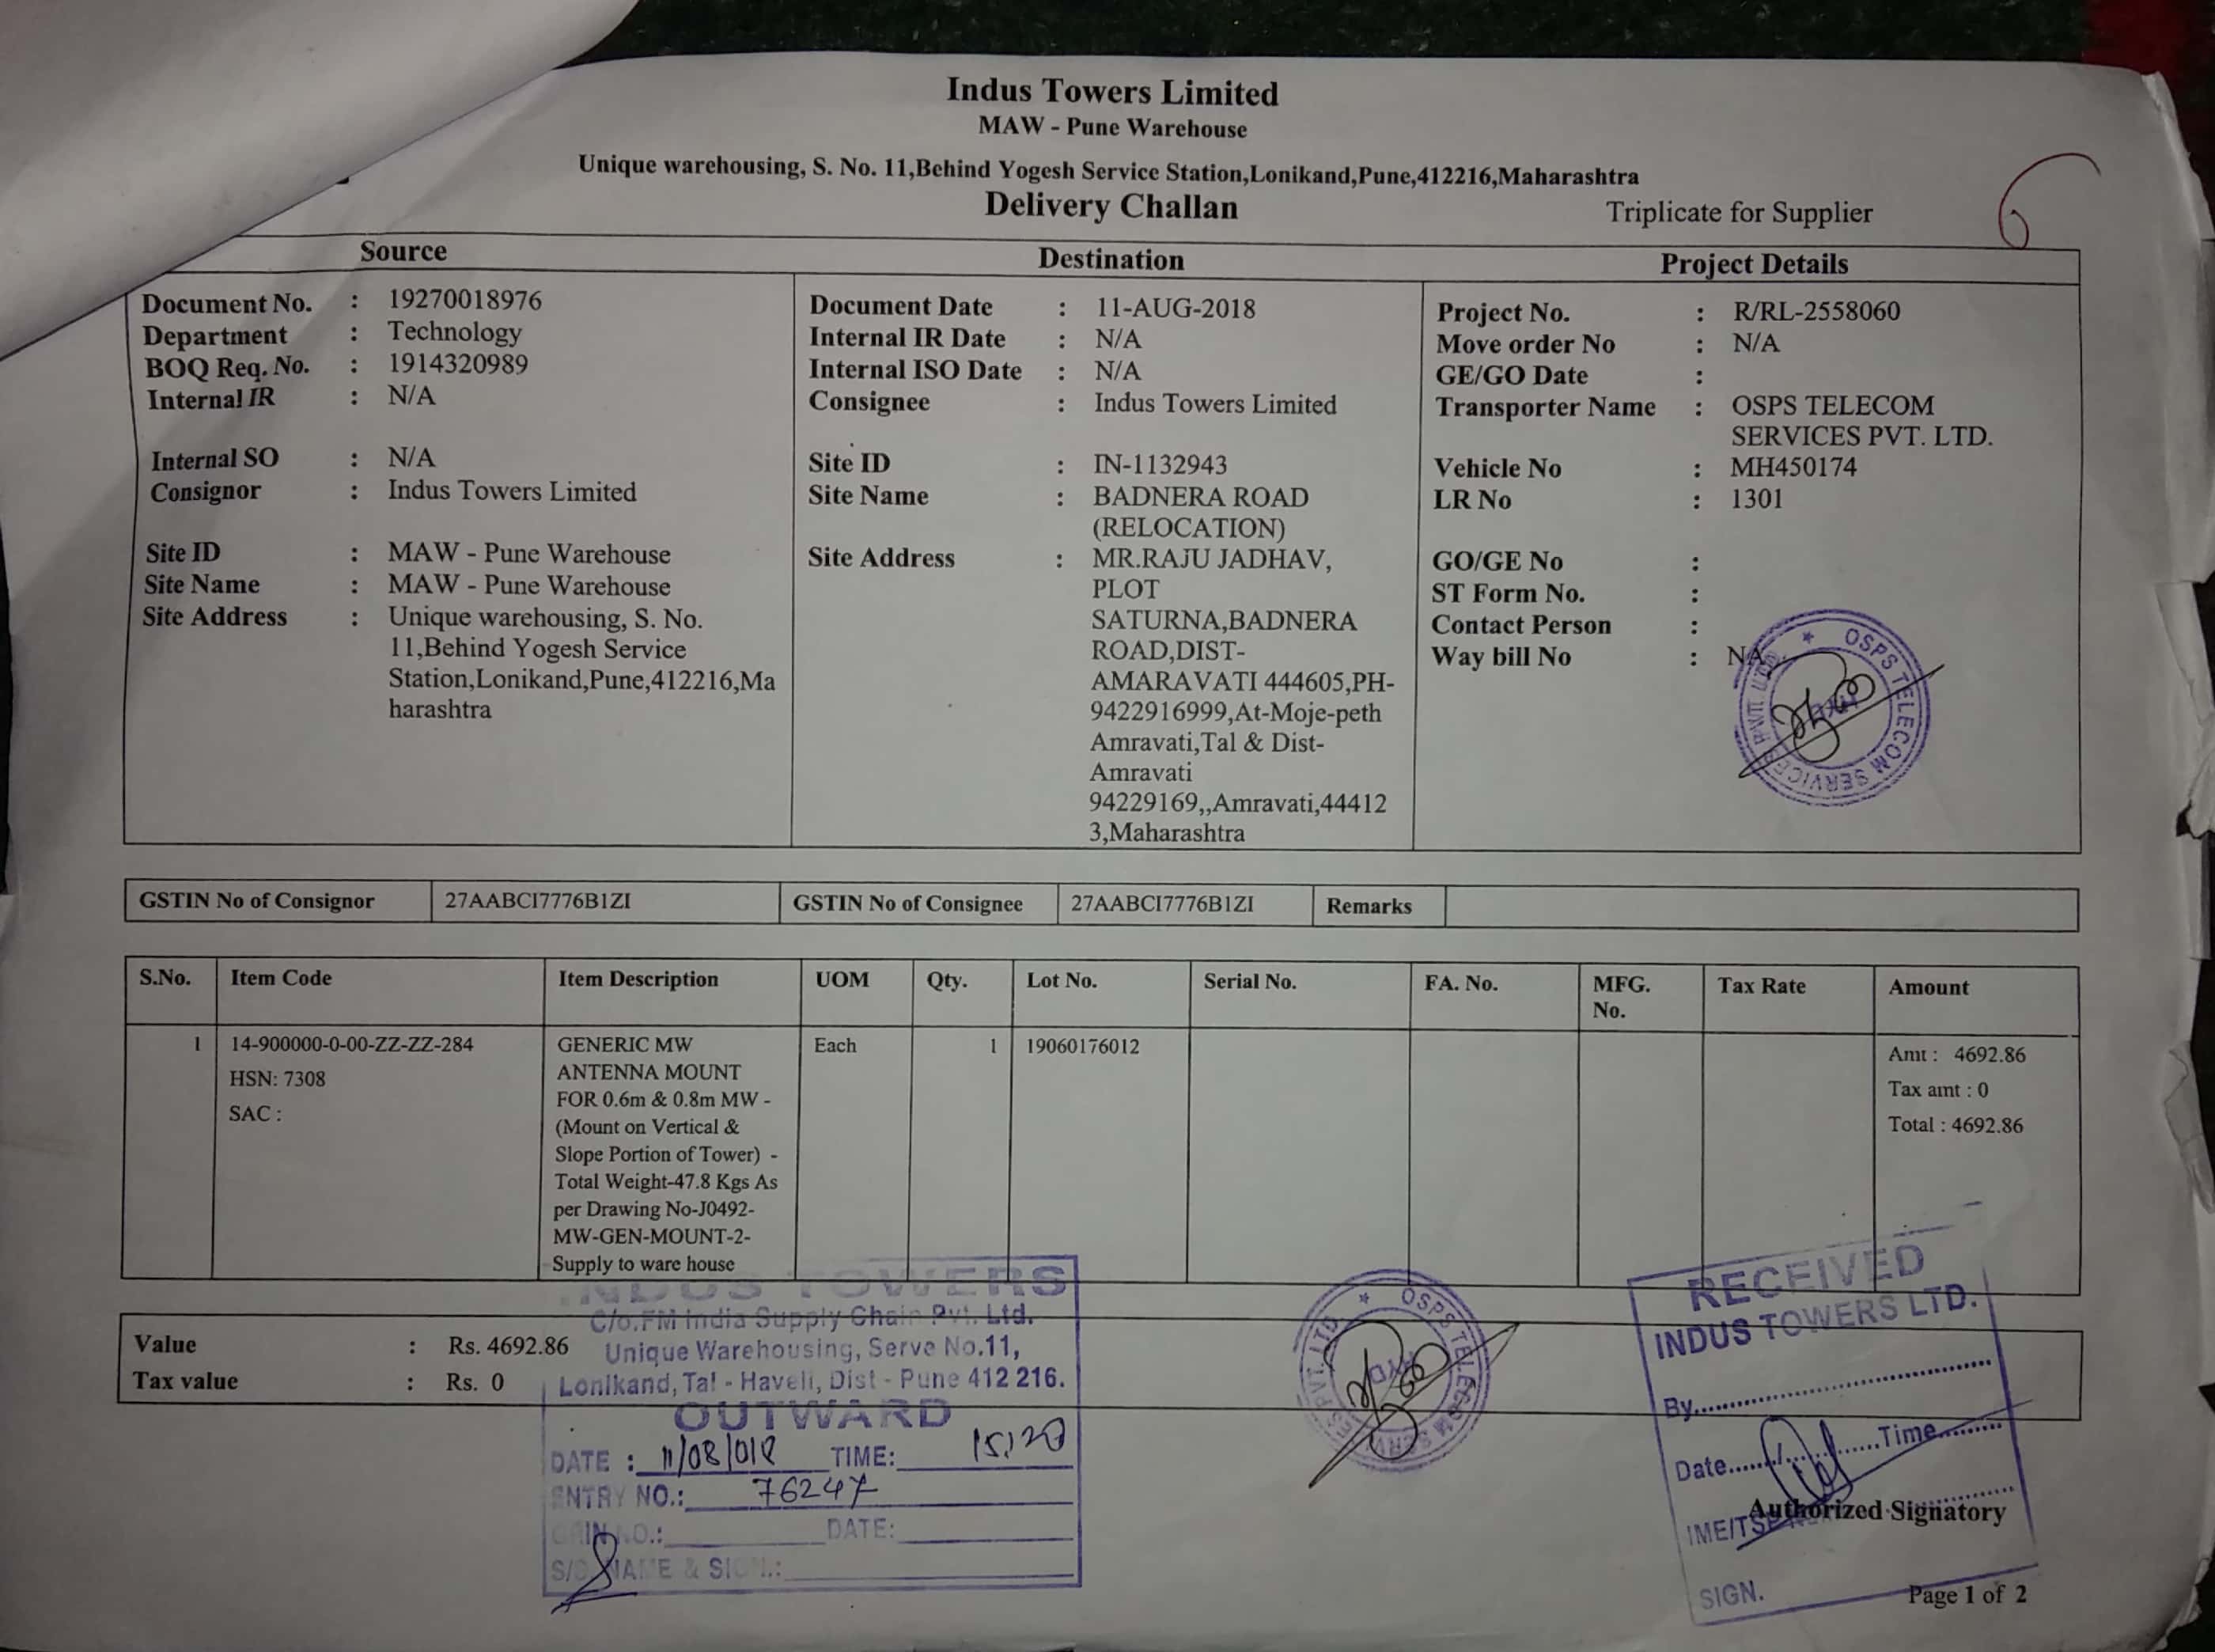 Indus Towers Limited
MAW - Pune Warehouse
Unique warehousing, S. No. 11,Behind Yogesh Service Station,Lonikand,Pune,412216,Maharashtra
Delivery Challan
Triplicate for Supplier
6
Source
Document No. : 19270018976
Department : Technology
BOQ Req. No. : 1914320989
Internal IR : N/A
Internal SO : N/A
Consignor : Indus Towers Limited
Site ID : MAW - Pune Warehouse
Site Name : MAW - Pune Warehouse
Site Address : Unique warehousing, S. No.
11,Behind Yogesh Service
Station,Lonikand,Pune,412216,Ma
harashtra
Destination
Document Date : 11-AUG-2018
Internal IR Date : N/A
Internal ISO Date : N/A
Consignee : Indus Towers Limited
Site ID : IN-1132943
Site Name : BADNERA ROAD
(RELOCATION)
Site Address : MR.RAJU JADHAV,
PLOT
SATURNA,BADNERA
ROAD,DIST-
AMARAVATI 444605,PH-
9422916999,At-Moje-peth
Amravati,Tal & Dist-
Amravati
94229169,,Amravati,44412
3,Maharashtra
Project Details
Project No. : R/RL-2558060
Move order No : N/A
GE/GO Date :
Transporter Name : OSPS TELECOM
SERVICES PVT. LTD.
Vehicle No : MH450174
LR No : 1301
GO/GE No :
ST Form No. :
Contact Person :
Way bill No : NA
OSPS TELECOM SERVICES PVT. LTD.
GSTIN No of Consignor 27AABCI7776B1ZI GSTIN No of Consignee 27AABCI7776B1ZI Remarks
S.No. Item Code Item Description UOM Qty. Lot No. Serial No. FA. No. MFG. Tax Rate Amount
No.
1 14-900000-0-00-ZZ-ZZ-284 GENERIC MW Each 1 19060176012 Amt : 4692.86
HSN: 7308 ANTENNA MOUNT Tax amt : 0
SAC : FOR 0.6m & 0.8m MW - Total : 4692.86
(Mount on Vertical &
Slope Portion of Tower) -
Total Weight-47.8 Kgs As
per Drawing No-J0492-
MW-GEN-MOUNT-2-
Supply to ware house
Value : Rs. 4692.86
Tax value : Rs. 0
INDUS TOWERS
C/o.FM India Supply Chain Pvt. Ltd.
Unique Warehousing, Serve No.11,
Lonikand, Tal - Haveli, Dist - Pune 412 216.
OUTWARD
DATE : 11/08/018 TIME: 15:20
ENTRY NO.: 76247
GRIN NO.: DATE:
NAME & SIGN.:
OSPS TELECOM SERVICES PVT. LTD.
HYD
RECEIVED
INDUS TOWERS LTD.
By
Date Time
Authorized Signatory
SIGN.
Page 1 of 2